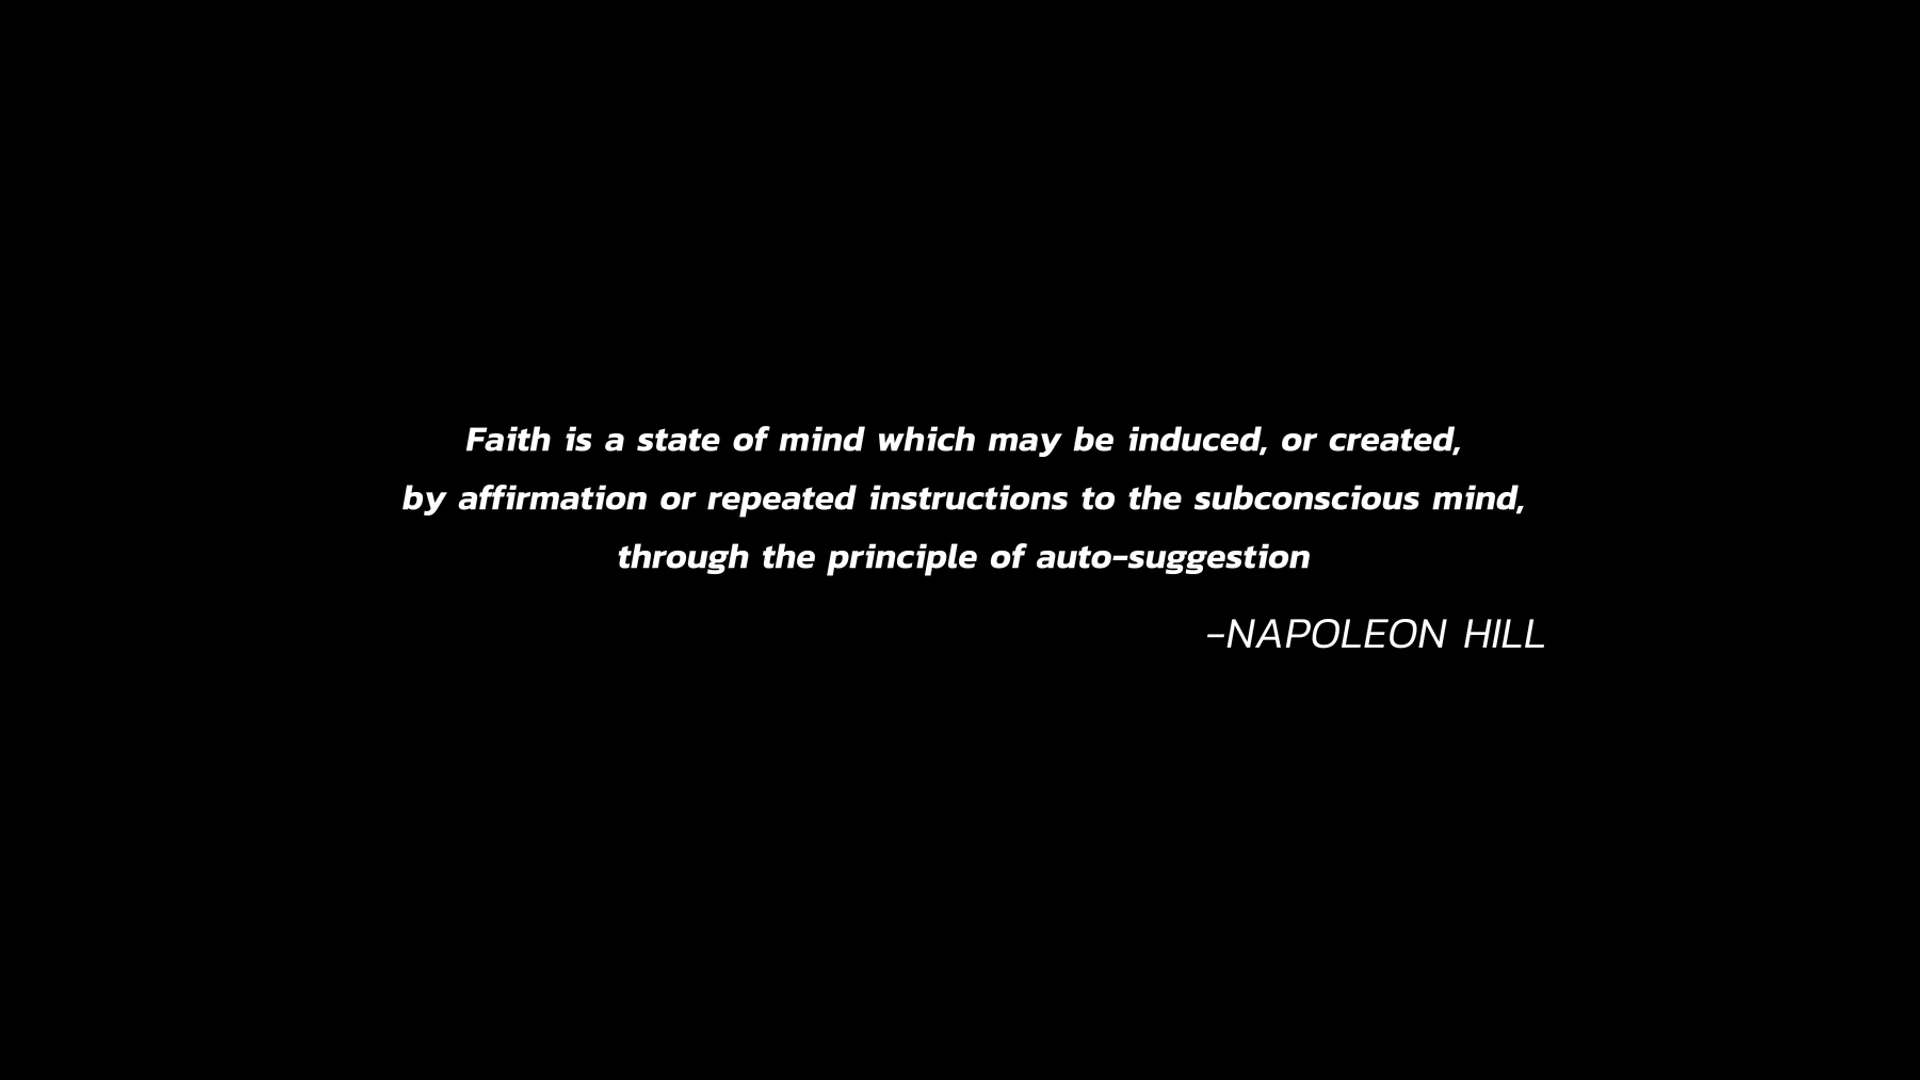 Faith is a state of mind which may be induced, or created,
by affirmation or repeated instructions to the subconscious mind,
through the principle of auto-suggestion
-NAPOLEON HILL